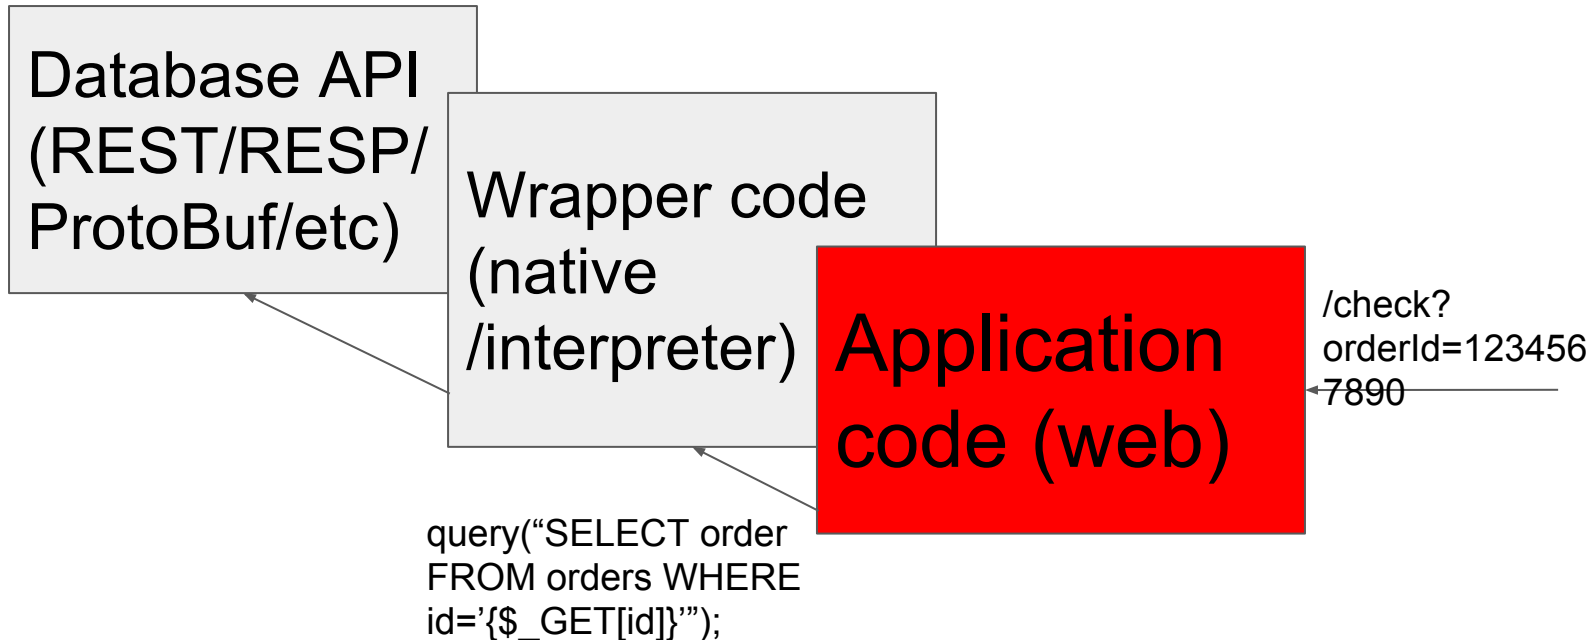 Database API
(REST/RESP/
ProtoBuf/etc)
Wrapper code
(native
/interpreter)
Application
code (web)
/check?
orderId=123456
7890
query(“SELECT order
FROM orders WHERE
id=’{$_GET[id]}’”);